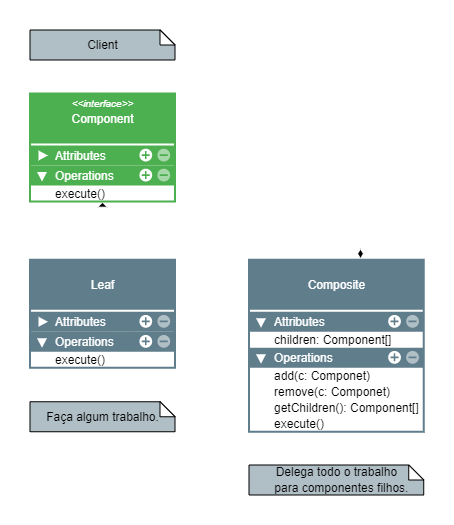 Client
<<interface>>
Component
Attributes
Operations
execute()
Leaf
Attributes
Operations
execute()
Faça algum trabalho.
Composite
Attributes
children: Component[]
Operations
add(c: Componet)
remove(c: Componet)
getChildren(): Component[]
execute()
Delega todo o trabalho
para componentes filhos.